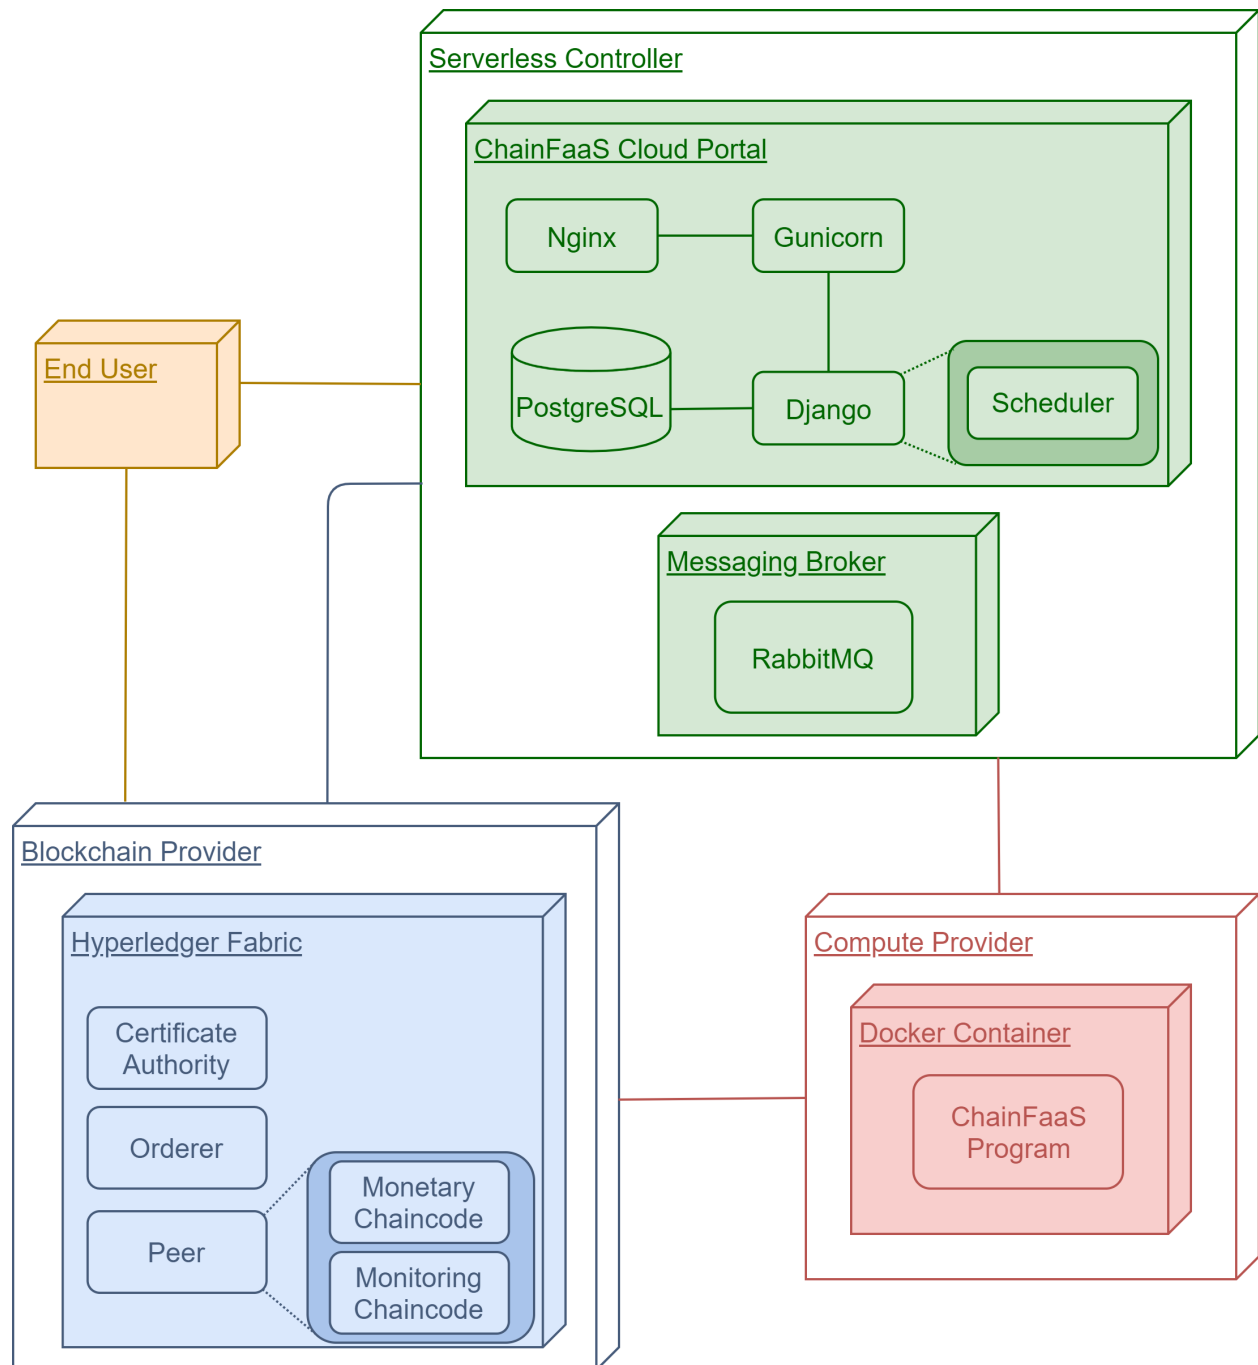 Serverless Controller
ChainFaaS Cloud Portal
Nginx
Gunicorn
End User
PostgreSQL
Django
Scheduler
Messaging Broker
RabbitMQ
Blockchain Provider
Hyperledger Fabric
Certificate
Authority
Orderer
Peer
Monetary
Chaincode
Monitoring
Chaincode
Compute Provider
Docker Container
ChainFaaS
Program